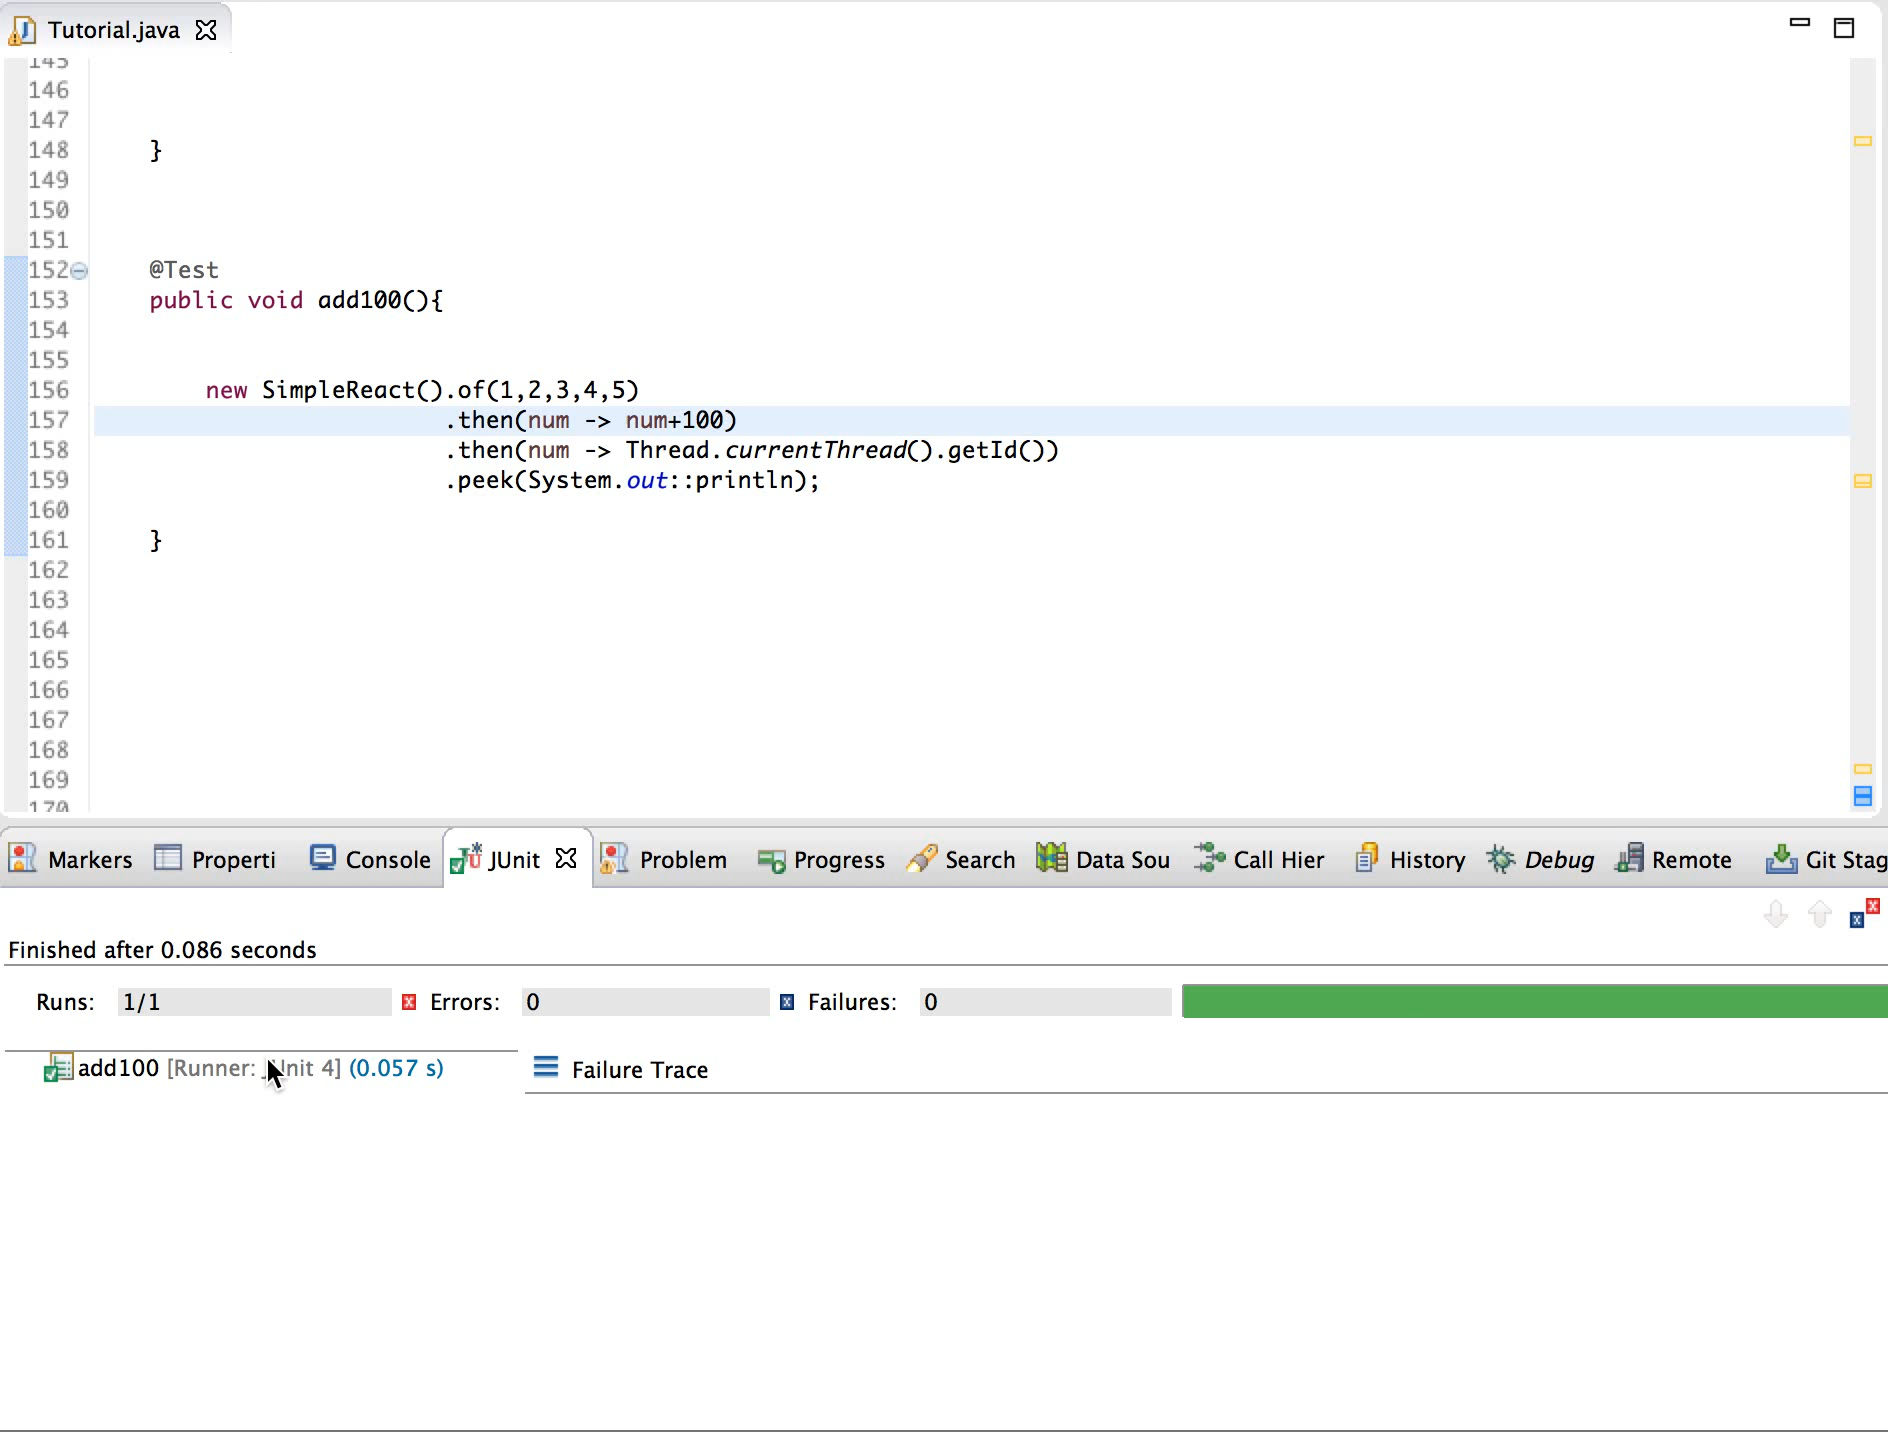 Tutorial.java
145
146
147
148 }
149
150
151
152 @Test
153 public void add100(){
154
155
156 new SimpleReact().of(1,2,3,4,5)
157 .then(num -> num+100)
158 .then(num -> Thread.currentThread().getId())
159 .peek(System.out::println);
160
161 }
162
163
164
165
166
167
168
169
170
Markers Properti Console JUnit Problem Progress Search Data Sou Call Hier History Debug Remote Git Stag
Finished after 0.086 seconds
Runs: 1/1 Errors: 0 Failures: 0
add100 [Runner: JUnit 4] (0.057 s) Failure Trace